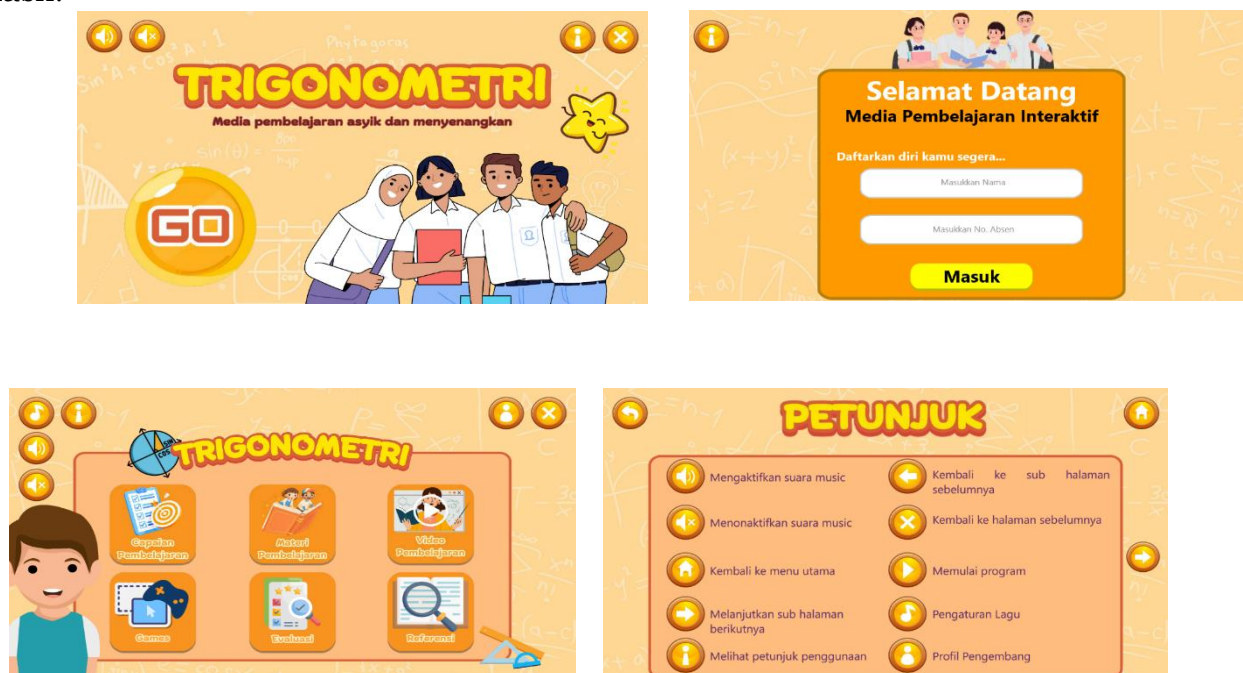 TRIGONOMETRI
Media pembelajaran asyik dan menyenangkan
GO
Selamat Datang
Media Pembelajaran Interaktif
Daftarkan diri kamu segera...
Masukkan Nama
Masukkan No. Absen
Masuk
TRIGONOMETRI
SIN
COS
Capaian
Pembelajaran
Materi
Pembelajaran
Video
Pembelajaran
Games
Evaluasi
Referensi
PETUNJUK
Mengaktifkan suara music
Menonaktifkan suara music
Kembali ke menu utama
Melanjutkan sub halaman
berikutnya
Melihat petunjuk penggunaan
Kembali ke sub halaman
sebelumnya
Kembali ke halaman sebelumnya
Memulai program
Pengaturan Lagu
Profil Pengembang